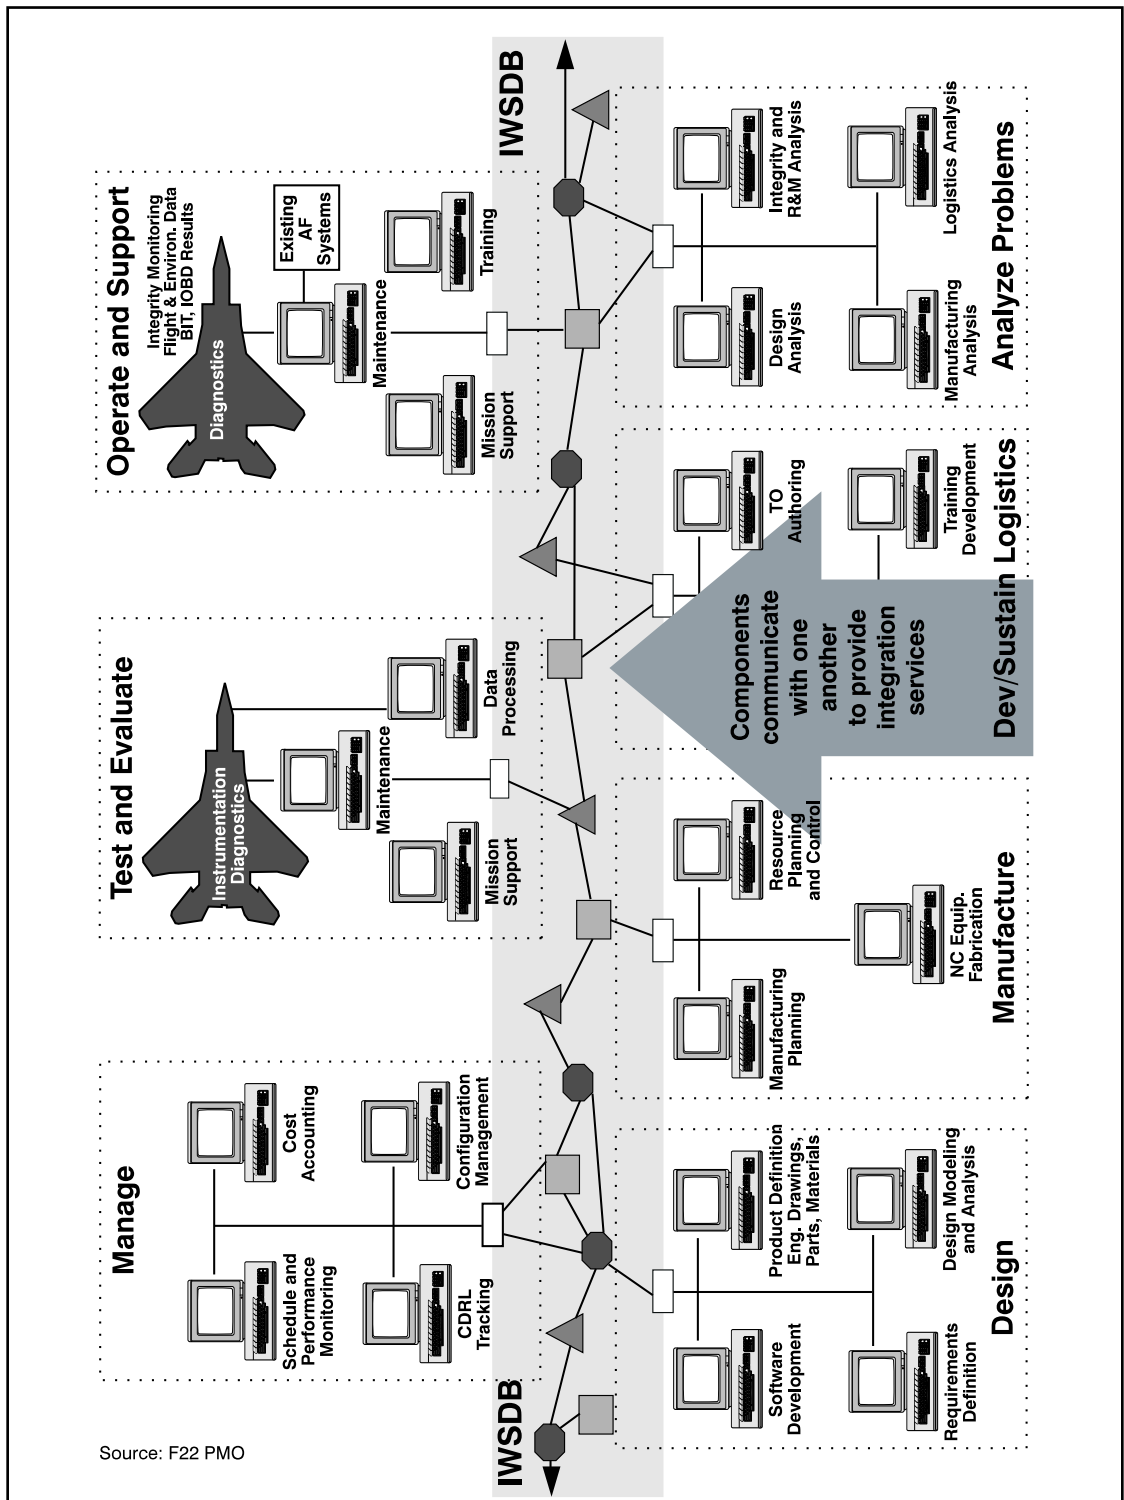 Source: F22 PMO
Manage
Schedule and
Performance
Monitoring
Cost
Accounting
CDRL
Tracking
Configuration
Management
Test and Evaluate
Instrumentation
Diagnostics
Maintenance
Mission
Support
Data
Processing
Operate and Support
Integrity Monitoring
Flight & Environ. Data
BIT, IOBD Results
Diagnostics
Existing
AF
Systems
Maintenance
Mission
Support
Training
IWSDB
IWSDB
Software
Development
Product Definition
Eng. Drawings,
Parts, Materials
Requirements
Definition
Design Modeling
and Analysis
Design
Manufacturing
Planning
Resource
Planning
and Control
NC Equip.
Fabrication
Manufacture
Components
communicate
with one
another
to provide
integration
services
TO
Authoring
Training
Development
Dev/Sustain Logistics
Design
Analysis
Integrity and
R&M Analysis
Manufacturing
Analysis
Logistics Analysis
Analyze Problems